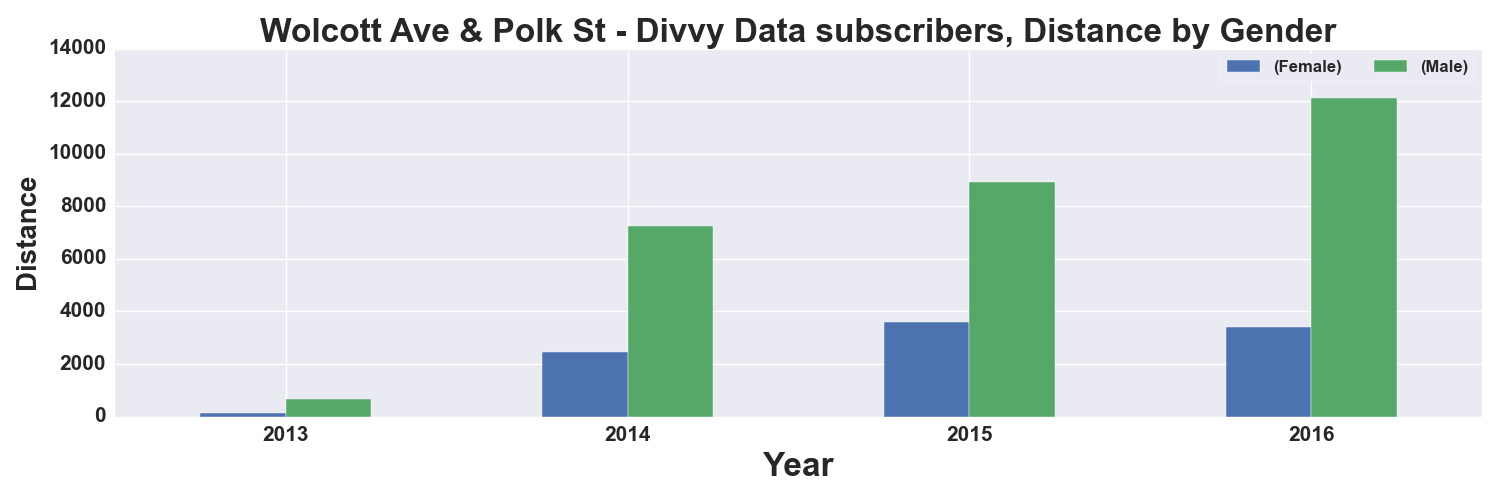 Wolcott Ave & Polk St - Divvy Data subscribers, Distance by Gender
(Female) (Male)
14000
12000
10000
8000
6000
4000
2000
0
Distance
2013 2014 2015 2016
Year